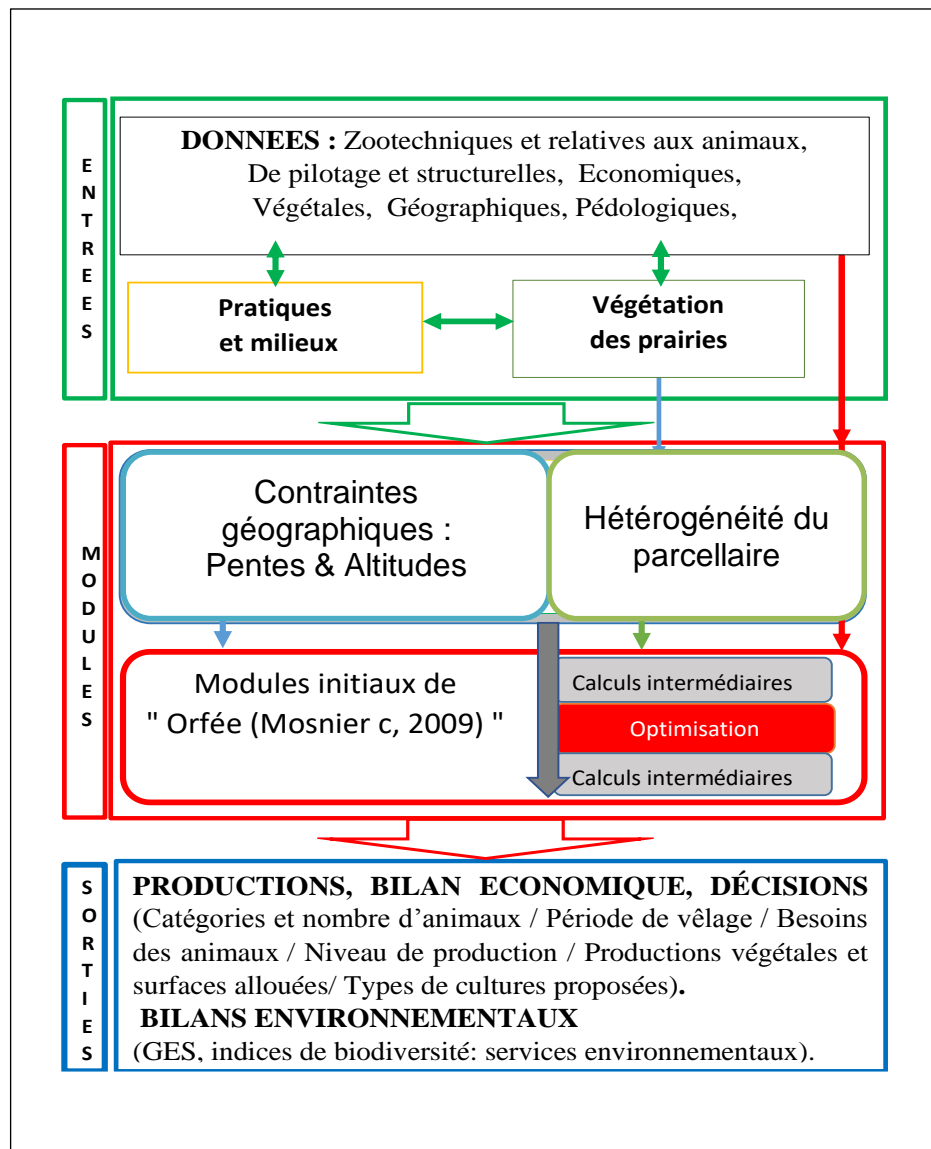 ENTREES
DONNEES : Zootechniques et relatives aux animaux,
De pilotage et structurelles, Economiques,
Végétales, Géographiques, Pédologiques,
Pratiques
et milieux
Végétation
des prairies
MODULES
Contraintes
géographiques :
Pentes & Altitudes
Hétérogénéité du
parcellaire
Modules initiaux de
" Orfée (Mosnier c, 2009) "
Calculs intermédiaires
Optimisation
Calculs intermédiaires
SORTIES
PRODUCTIONS, BILAN ECONOMIQUE, DÉCISIONS
(Catégories et nombre d'animaux / Période de vêlage / Besoins
des animaux / Niveau de production / Productions végétales et
surfaces allouées/ Types de cultures proposées).
BILANS ENVIRONNEMENTAUX
(GES, indices de biodiversité: services environnementaux).